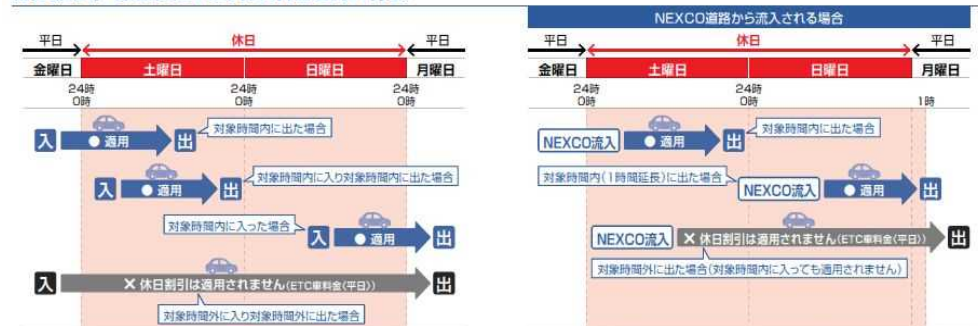 平日 休日 平日
金曜日 土曜日 日曜日 月曜日
24時 24時 24時
0時 0時 0時
入 ● 適用 出 対象時間内に出た場合
入 ● 適用 出 対象時間内に入り対象時間内に出た場合
対象時間内に入った場合 入 ● 適用 出
入 × 休日割引は適用されません(ETC車料金〈平日〉) 出
対象時間外に入り対象時間外に出た場合
NEXCO道路から流入される場合
平日 休日 平日
金曜日 土曜日 日曜日 月曜日
24時 24時
0時 0時 1時
NEXCO流入 ● 適用 出 対象時間内に出た場合
対象時間内(1時間延長)に出た場合 NEXCO流入 ● 適用 出
NEXCO流入 × 休日割引は適用されません(ETC車料金〈平日〉) 出
対象時間外に出た場合(対象時間内に入っても適用されません)